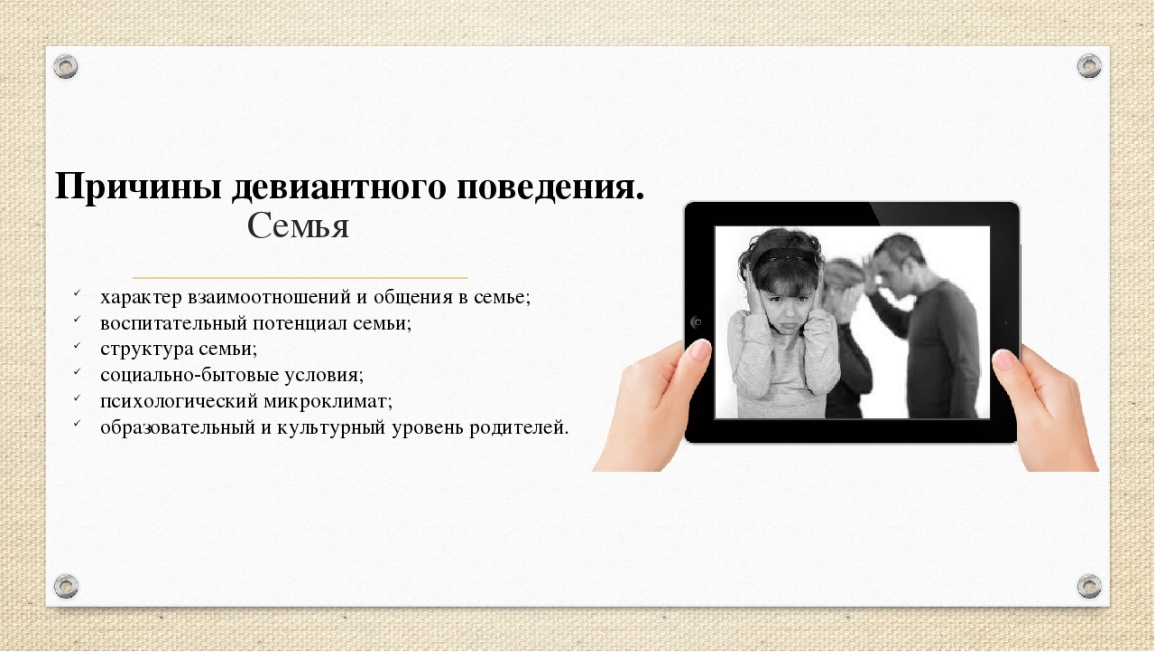 Причины девиантного поведения.
Семья
характер взаимоотношений и общения в семье;
воспитательный потенциал семьи;
структура семьи;
социально-бытовые условия;
психологический микроклимат;
образовательный и культурный уровень родителей.